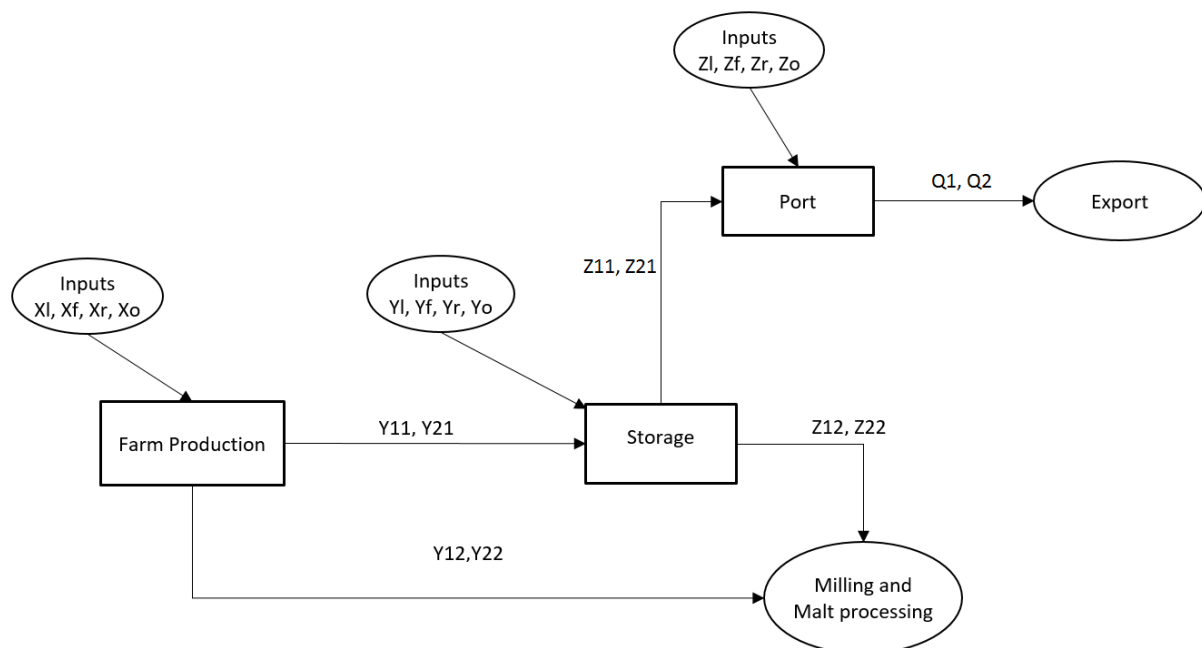 Inputs
Zl, Zf, Zr, Zo
Port
Q1, Q2
Export
Z11, Z21
Inputs
Xl, Xf, Xr, Xo
Inputs
Yl, Yf, Yr, Yo
Farm Production
Y11, Y21
Storage
Z12, Z22
Y12,Y22
Milling and
Malt processing